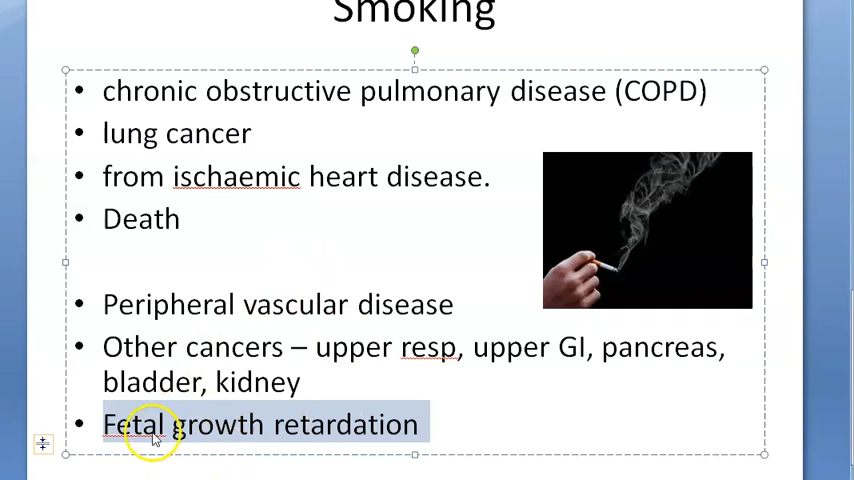 Smoking
• chronic obstructive pulmonary disease (COPD)
• lung cancer
• from ischaemic heart disease.
• Death
• Peripheral vascular disease
• Other cancers – upper resp, upper GI, pancreas,
bladder, kidney
• Fetal growth retardation